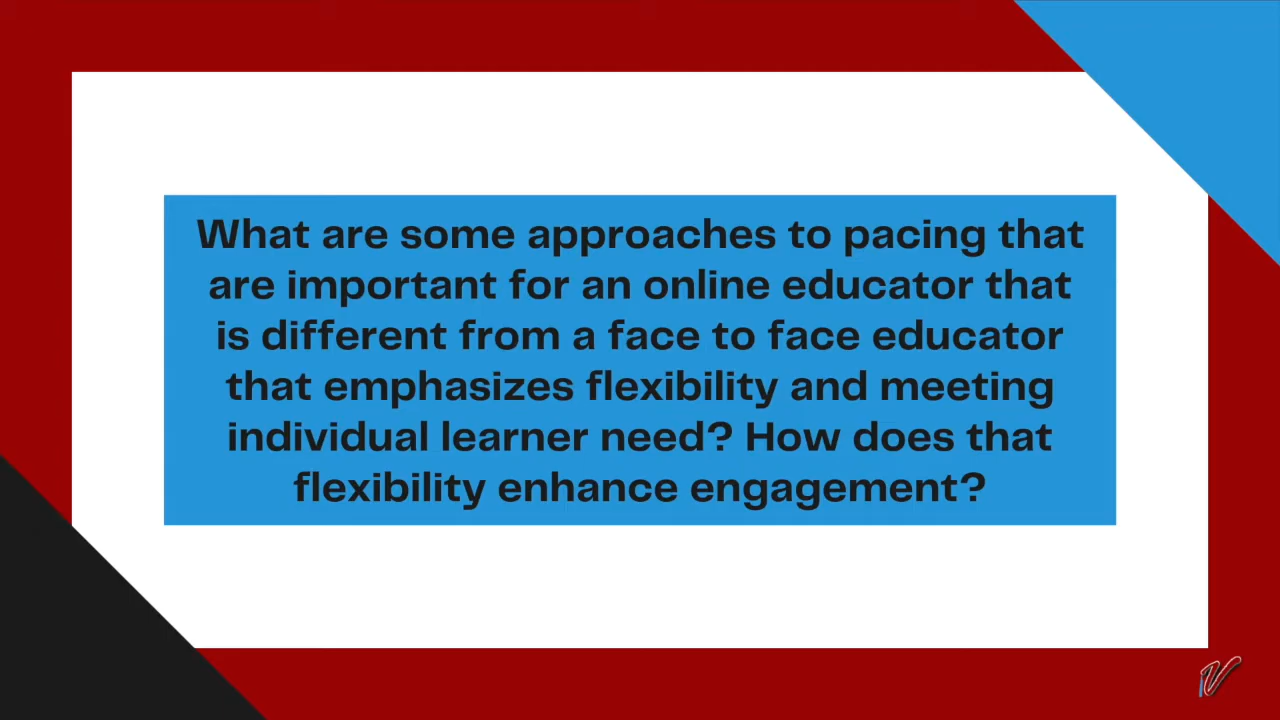 What are some approaches to pacing that
are important for an online educator that
is different from a face to face educator
that emphasizes flexibility and meeting
individual learner need? How does that
flexibility enhance engagement?
iV